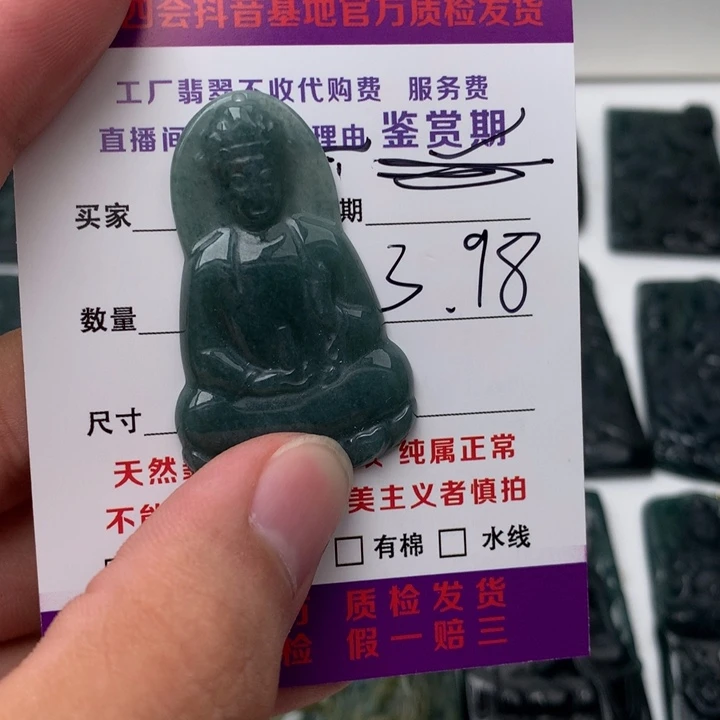 四会抖音基地官方质检发货
工厂翡翠不收代购费 服务费
直播间 理由 鉴赏期
买家 期
数量 3.98
尺寸
天然 纯属正常
不能 美主义者慎拍
有棉 水线
质检发货
检 假一赔三